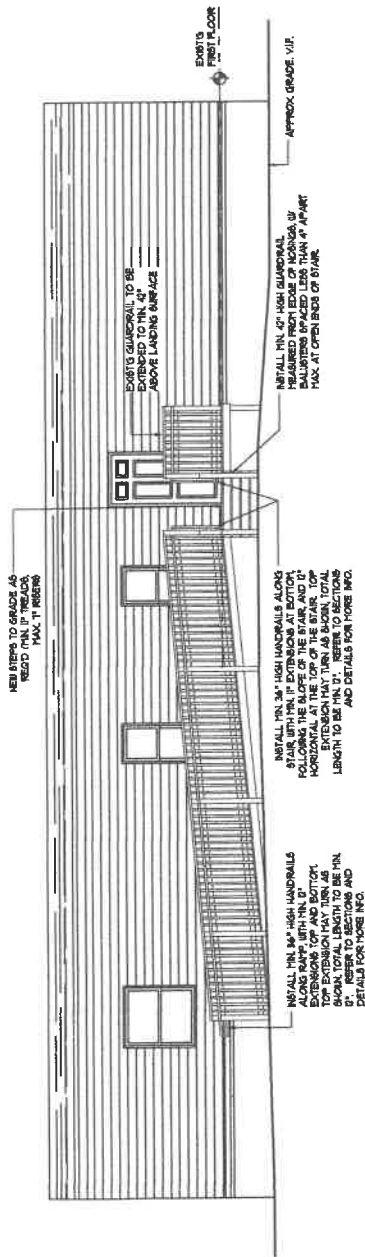 NEW STEPS TO GRADE AS
REQ'D (MIN. 11" TREADS,
MAX. 7" RISERS)
EXIST'G GUARDRAIL TO BE
EXTENDED TO MIN. 42"
ABOVE LANDING SURFACE
EXIST'G
FIRST FLOOR
INSTALL MIN. 36" HIGH HANDRAILS
ALONG RAMP, WITH MIN. 12"
EXTENSIONS TOP AND BOTTOM.
TOP EXTENSION MAY TURN AS
SHOWN, TOTAL LENGTH TO BE MIN.
12". REFER TO SECTIONS AND
DETAILS FOR MORE INFO.
INSTALL MIN. 36" HIGH HANDRAILS ALONG
STAIR, WITH MIN. 11" EXTENSIONS AT BOTTOM,
FOLLOWING THE SLOPE OF THE STAIR, AND 12"
HORIZONTAL AT THE TOP OF THE STAIR. TOP
EXTENSION MAY TURN AS SHOWN, TOTAL
LENGTH TO BE MIN. 12". REFER TO SECTIONS
AND DETAILS FOR MORE INFO.
INSTALL MIN. 42" HIGH GUARDRAIL
MEASURED FROM EDGE OF NOSINGS, W/
BALUSTERS SPACED LESS THAN 4" APART
MAX. AT OPEN ENDS OF STAIR.
APPROX. GRADE. V.I.F.